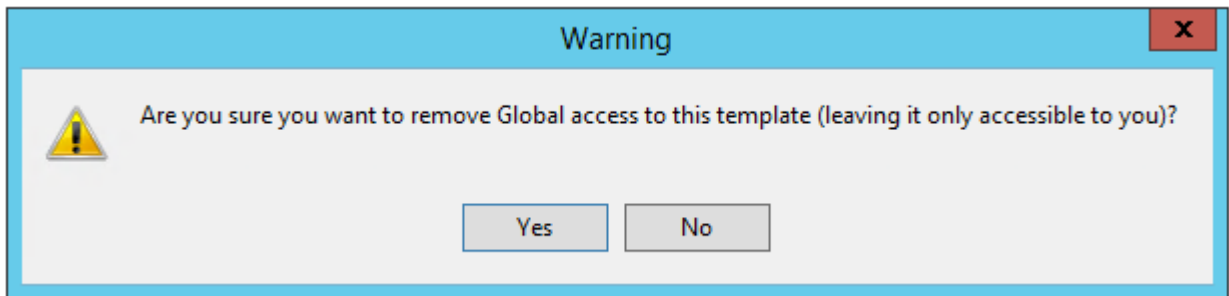 Warning
x
Are you sure you want to remove Global access to this template (leaving it only accessible to you)?
Yes
No